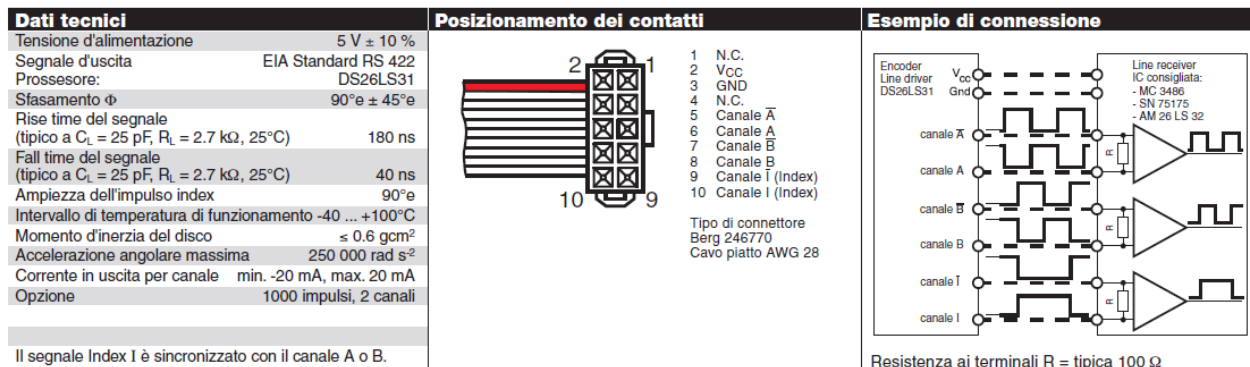 Dati tecnici
Tensione d'alimentazione 5 V ± 10 %
Segnale d'uscita EIA Standard RS 422
Prossesore: DS26LS31
Sfasamento Φ 90°e ± 45°e
Rise time del segnale
(tipico a CL = 25 pF, RL = 2.7 kΩ, 25°C) 180 ns
Fall time del segnale
(tipico a CL = 25 pF, RL = 2.7 kΩ, 25°C) 40 ns
Ampiezza dell'impulso index 90°e
Intervallo di temperatura di funzionamento -40 ... +100°C
Momento d'inerzia del disco ≤ 0.6 gcm²
Accelerazione angolare massima 250 000 rad s⁻²
Corrente in uscita per canale min. -20 mA, max. 20 mA
Opzione 1000 impulsi, 2 canali
Il segnale Index I è sincronizzato con il canale A o B.
Posizionamento dei contatti
2 1
10 9
1 N.C.
2 VCC
3 GND
4 N.C.
5 Canale A̅
6 Canale A
7 Canale B̅
8 Canale B
9 Canale I̅ (Index)
10 Canale I (Index)
Tipo di connettore
Berg 246770
Cavo piatto AWG 28
Esempio di connessione
Encoder
Line driver
DS26LS31
Vcc
Gnd
Line receiver
IC consigliata:
- MC 3486
- SN 75175
- AM 26 LS 32
canale A̅
R
canale A
canale B̅
R
canale B
canale I̅
R
canale I
Resistenza ai terminali R = tipica 100 Ω